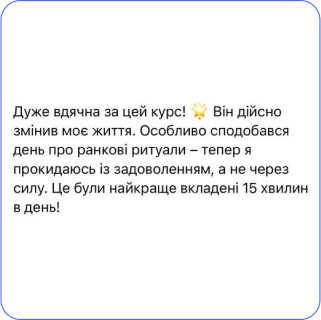 Дуже вдячна за цей курс! 🌟 Він дійсно
змінив моє життя. Особливо сподобався
день про ранкові ритуали – тепер я
прокидаюсь із задоволенням, а не через
силу. Це були найкраще вкладені 15 хвилин
в день!